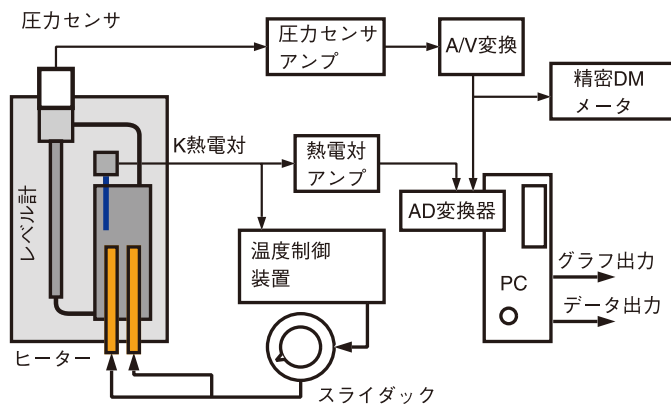 圧力センサ
圧力センサ
アンプ
A/V変換
精密DM
メータ
K熱電対
熱電対
アンプ
AD変換器
レベル計
温度制御
装置
PC
グラフ出力
データ出力
ヒーター
スライダック